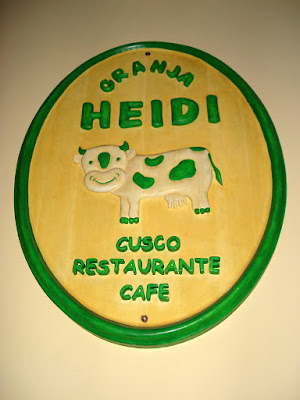 GRANJA
HEIDI
CUSCO
RESTAURANTE
CAFE